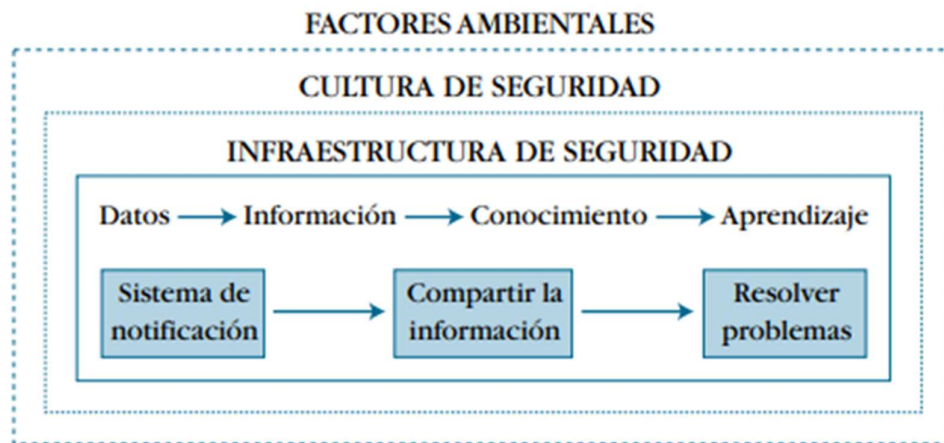 FACTORES AMBIENTALES
CULTURA DE SEGURIDAD
INFRAESTRUCTURA DE SEGURIDAD
Datos Información Conocimiento Aprendizaje
Sistema de
notificación
Compartir la
información
Resolver
problemas